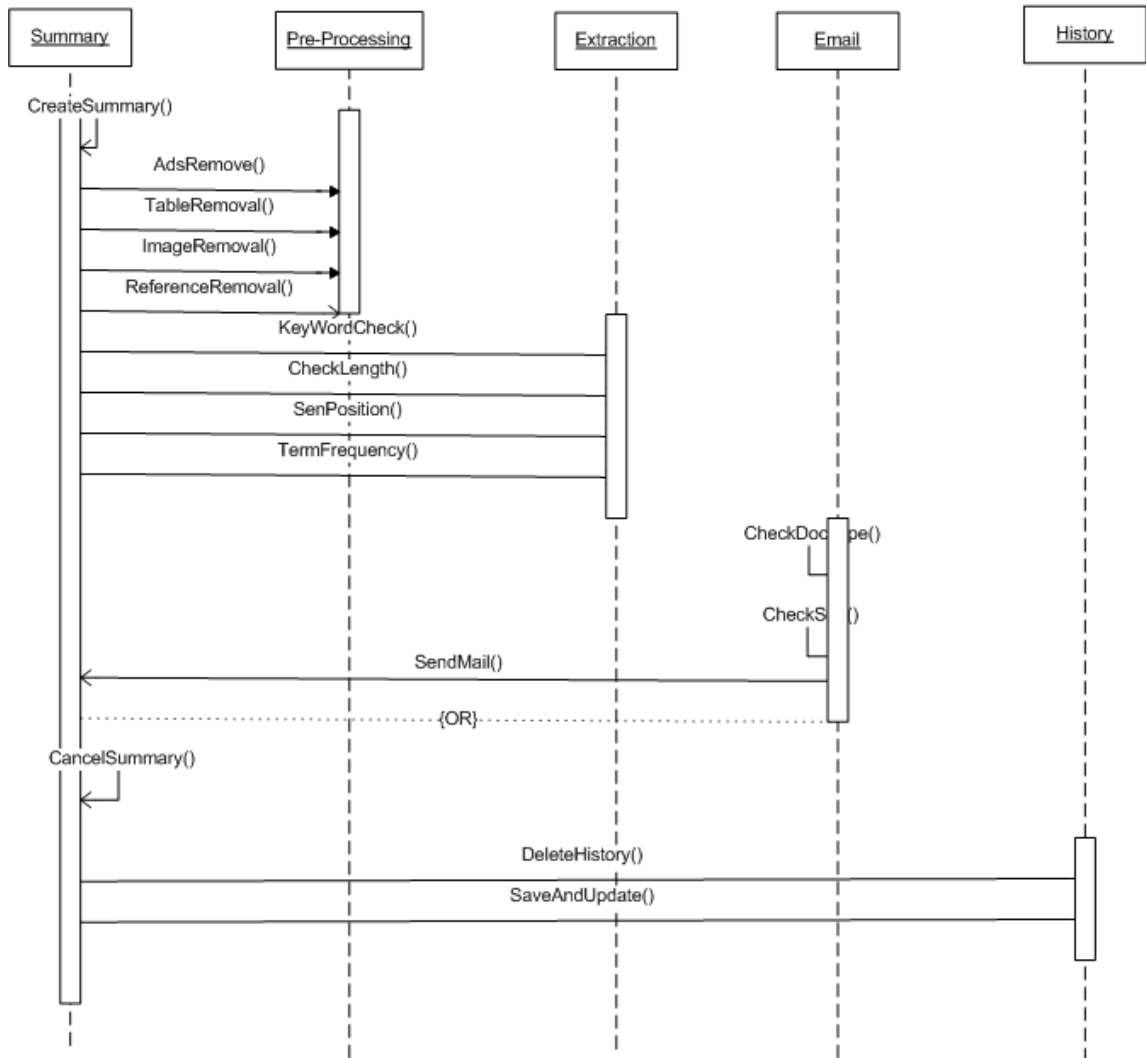 Summary
Pre-Processing
Extraction
Email
History
CreateSummary()
AdsRemove()
TableRemoval()
ImageRemoval()
ReferenceRemoval()
KeyWordCheck()
CheckLength()
SenPosition()
TermFrequency()
SendMail()
{OR}
CancelSummary()
DeleteHistory()
SaveAndUpdate()